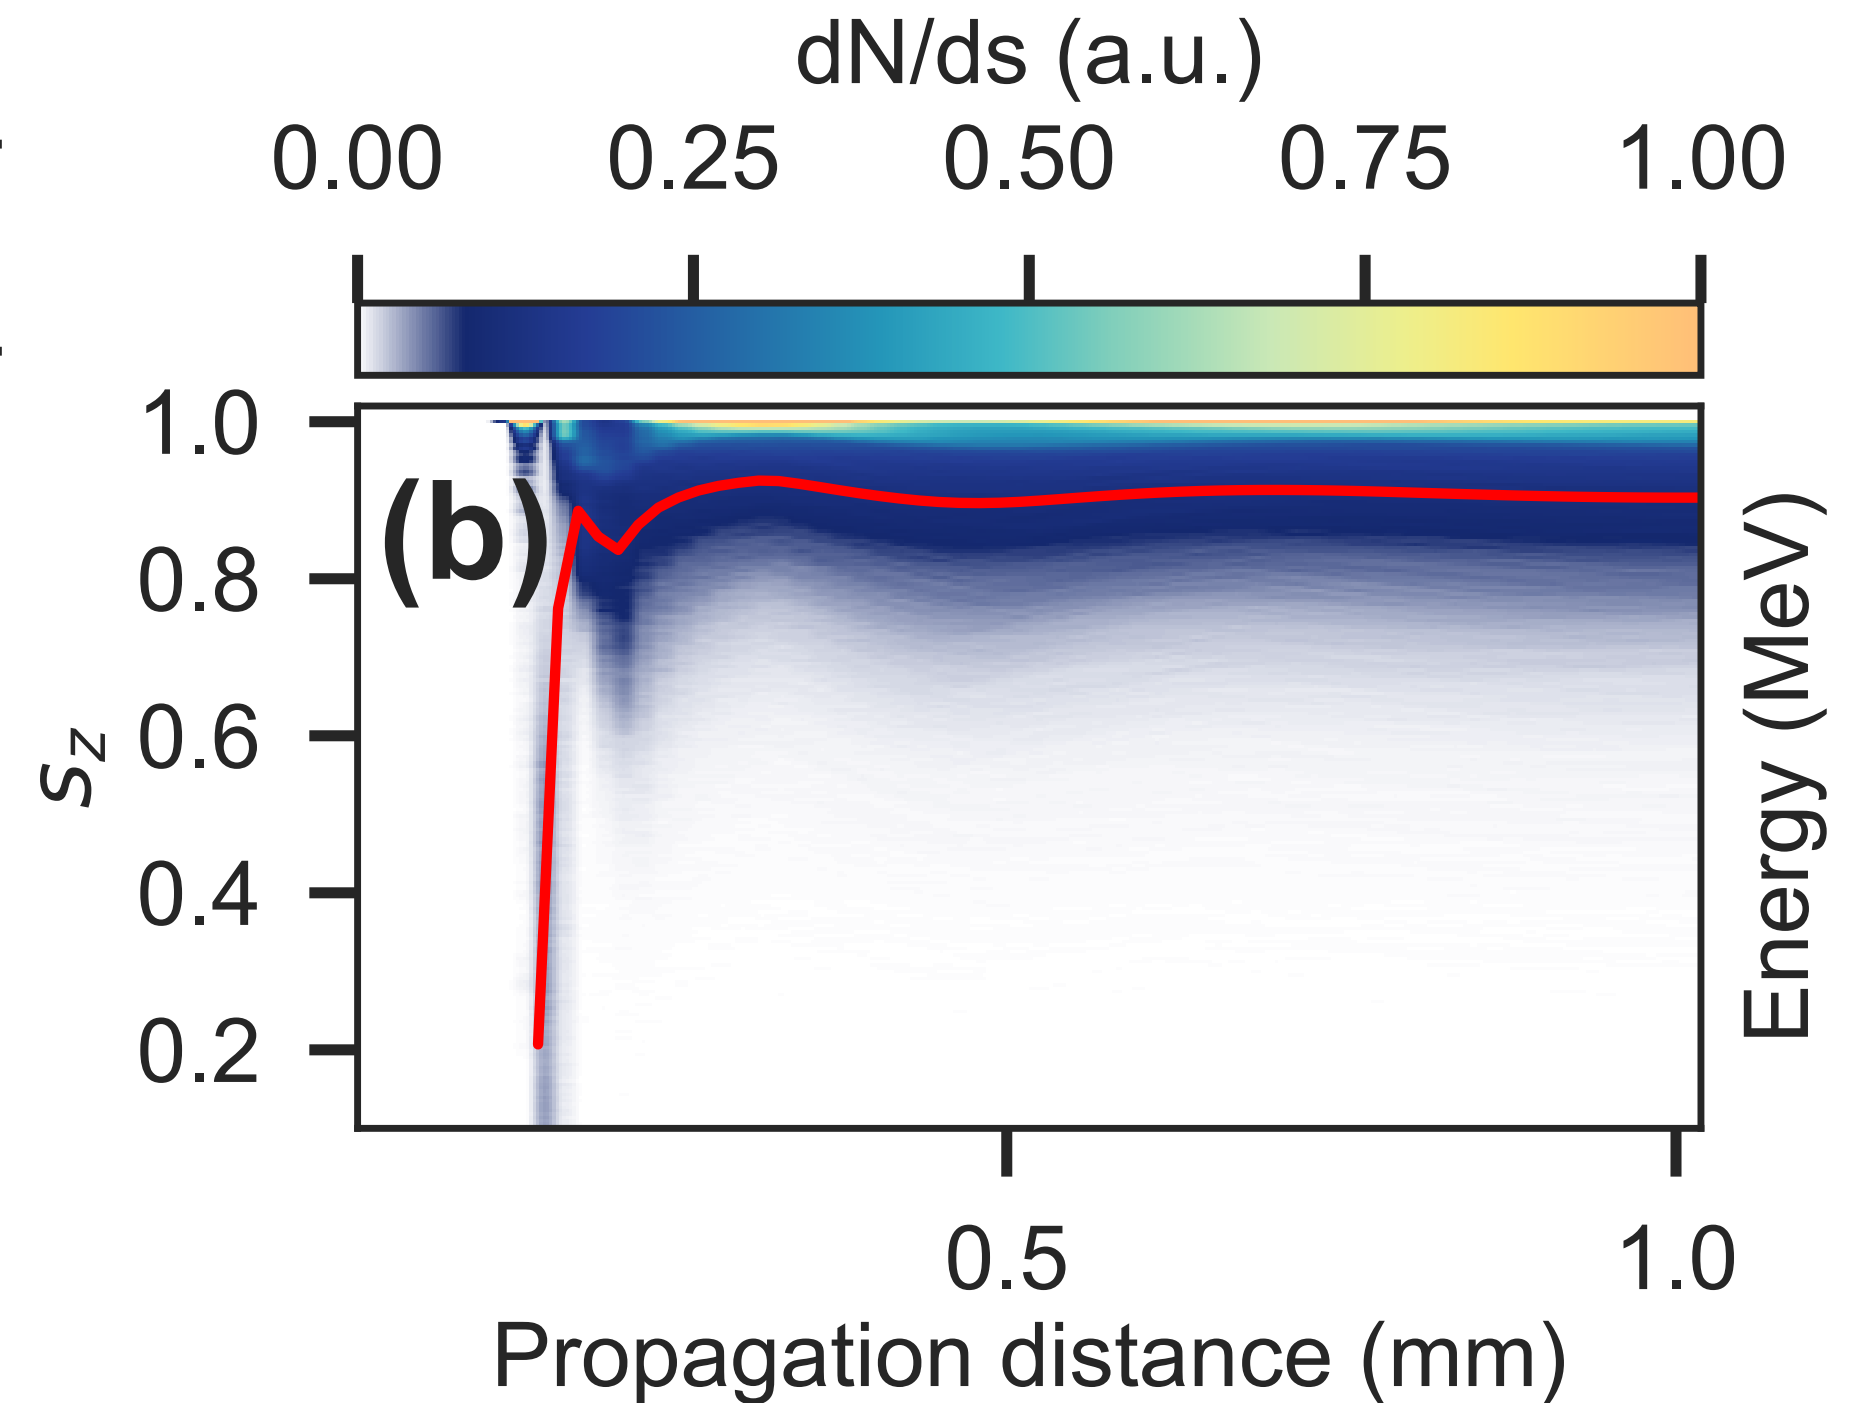 dN/ds (a.u.)
0.00 0.25 0.50 0.75 1.00
1.0
0.8
0.6
0.4
0.2
s_z
(b)
Energy (MeV)
0.5 1.0
Propagation distance (mm)